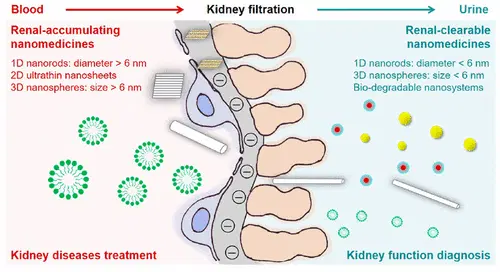 Blood
Kidney filtration
Urine
Renal-accumulating
nanomedicines
1D nanorods: diameter > 6 nm
2D ultrathin nanosheets
3D nanospheres: size > 6 nm
Renal-clearable
nanomedicines
1D nanorods: diameter < 6 nm
3D nanospheres: size < 6 nm
Bio-degradable nanosystems
Kidney diseases treatment
Kidney function diagnosis